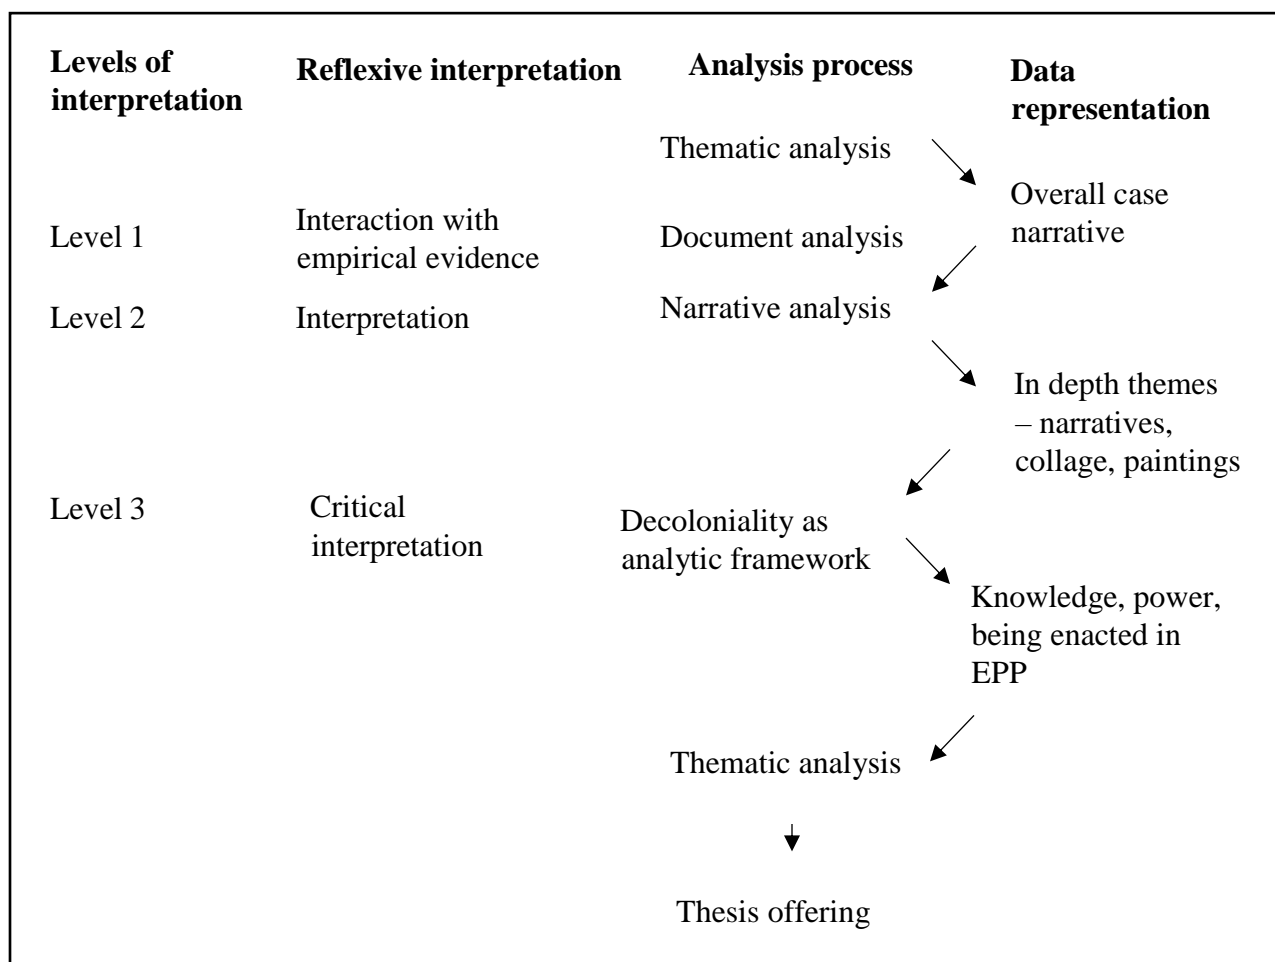 Levels of
interpretation
Reflexive interpretation
Analysis process
Data
representation
Thematic analysis
Overall case
narrative
Level 1
Interaction with
empirical evidence
Document analysis
Level 2
Interpretation
Narrative analysis
In depth themes
– narratives,
collage, paintings
Level 3
Critical
interpretation
Decoloniality as
analytic framework
Knowledge, power,
being enacted in
EPP
Thematic analysis
Thesis offering